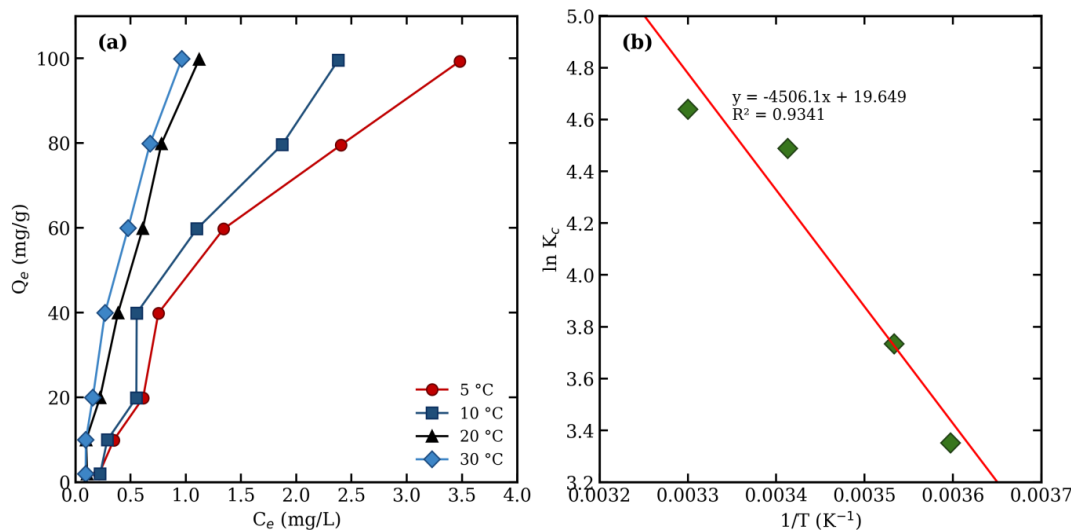 (a)
Q_e (mg/g)
100
80
60
40
20
0
0.0 0.5 1.0 1.5 2.0 2.5 3.0 3.5 4.0
C_e (mg/L)
5 °C
10 °C
20 °C
30 °C
(b)
y = -4506.1x + 19.649
R² = 0.9341
ln K_c
5.0
4.8
4.6
4.4
4.2
4.0
3.8
3.6
3.4
3.2
0.0032 0.0033 0.0034 0.0035 0.0036 0.0037
1/T (K⁻¹)